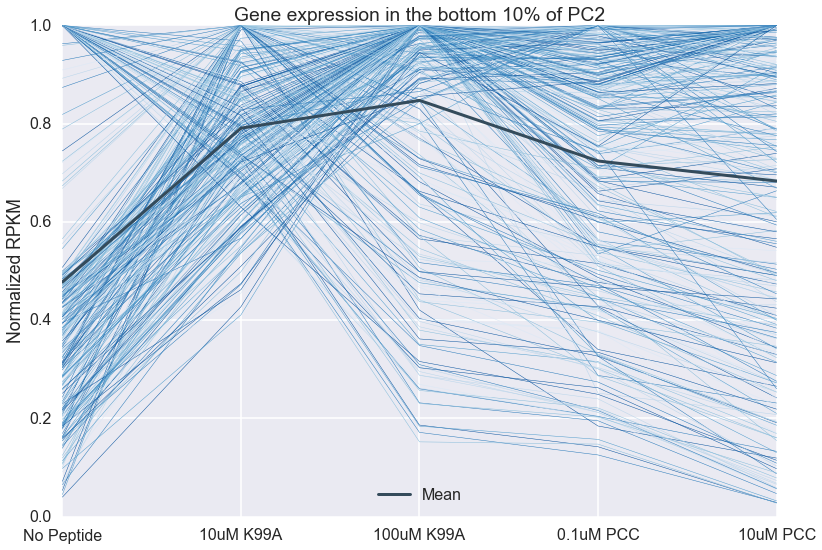 Gene expression in the bottom 10% of PC2
Normalized RPKM
1.0
0.8
0.6
0.4
0.2
0.0
Mean
No Peptide
10uM K99A
100uM K99A
0.1uM PCC
10uM PCC